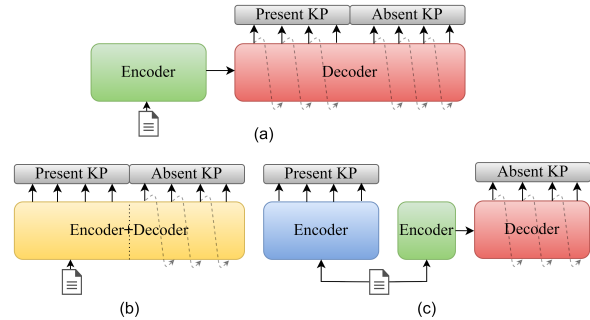 Present KP Absent KP
Encoder Decoder
(a)
Present KP Absent KP
Encoder+Decoder
(b)
Present KP Absent KP
Encoder Encoder Decoder
(c)